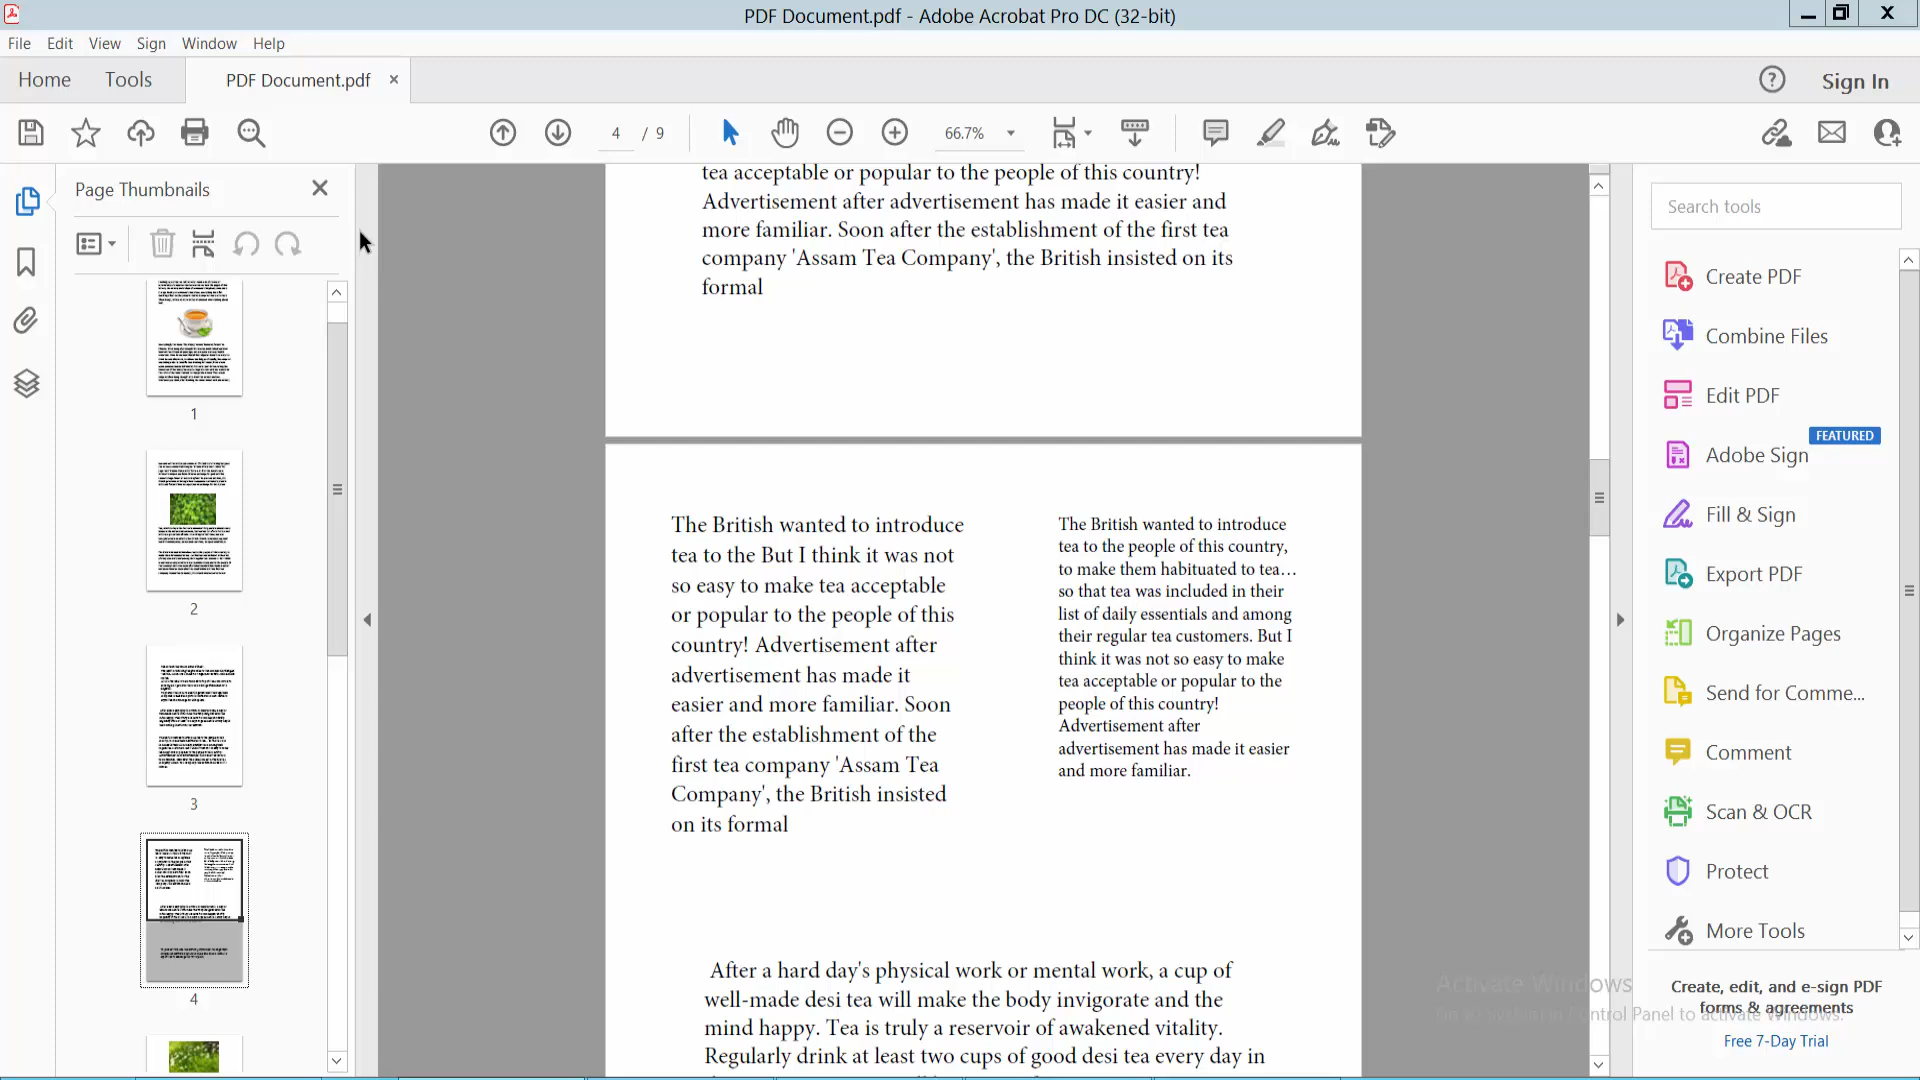 PDF Document.pdf - Adobe Acrobat Pro DC (32-bit)
File Edit View Sign Window Help
Home Tools PDF Document.pdf × Sign In
4 / 9 66.7%
Page Thumbnails
1
2
3
4
tea acceptable or popular to the people of this country!
Advertisement after advertisement has made it easier and
more familiar. Soon after the establishment of the first tea
company 'Assam Tea Company', the British insisted on its
formal
The British wanted to introduce
tea to the But I think it was not
so easy to make tea acceptable
or popular to the people of this
country! Advertisement after
advertisement has made it
easier and more familiar. Soon
after the establishment of the
first tea company 'Assam Tea
Company', the British insisted
on its formal
The British wanted to introduce
tea to the people of this country,
to make them habituated to tea…
so that tea was included in their
list of daily essentials and among
their regular tea customers. But I
think it was not so easy to make
tea acceptable or popular to the
people of this country!
Advertisement after
advertisement has made it easier
and more familiar.
After a hard day's physical work or mental work, a cup of
well-made desi tea will make the body invigorate and the
mind happy. Tea is truly a reservoir of awakened vitality.
Regularly drink at least two cups of good desi tea every day in
Search tools
Create PDF
Combine Files
Edit PDF
FEATURED
Adobe Sign
Fill & Sign
Export PDF
Organize Pages
Send for Comme...
Comment
Scan & OCR
Protect
More Tools
Activate Windows
Control Panel to activate Windows.
Create, edit, and e-sign PDF
forms & agreements
Free 7-Day Trial